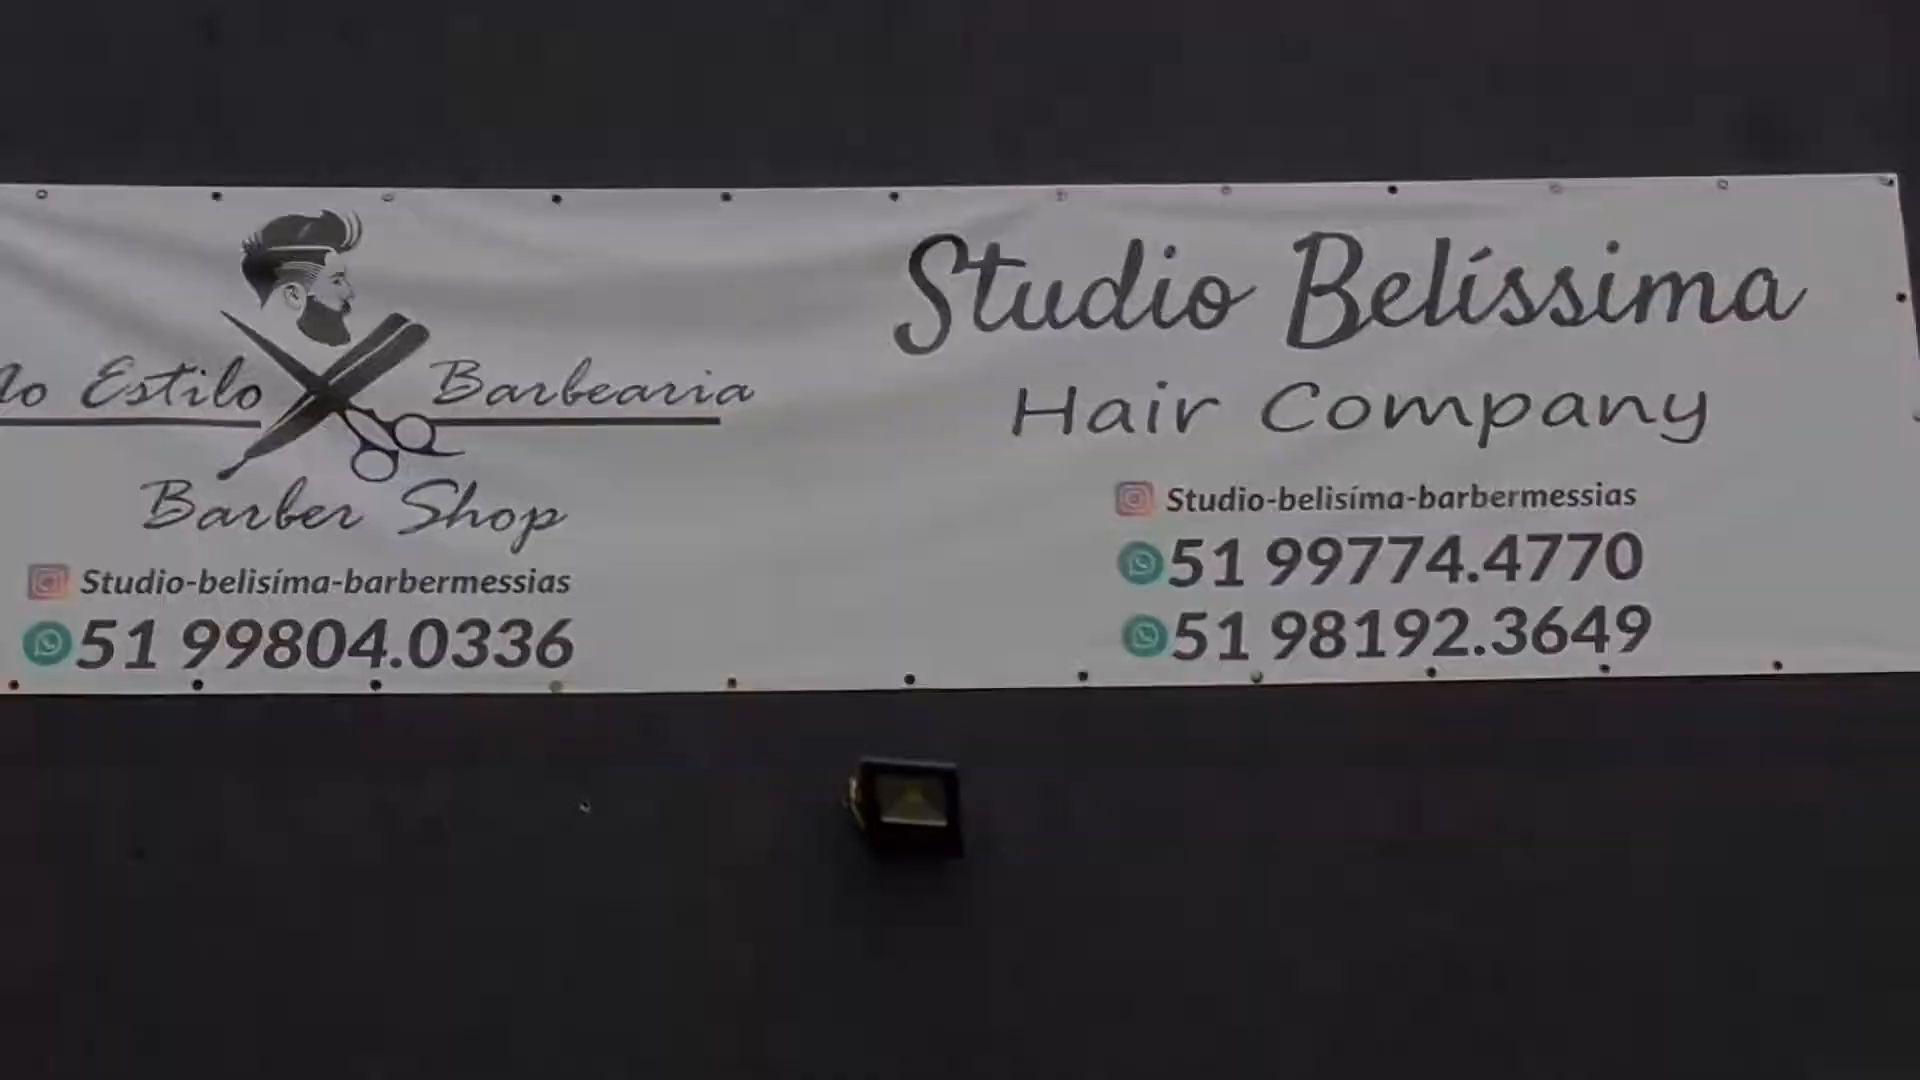 Estilo Barbearia
Barber Shop
Studio-belisíma-barbermessias
51 99804.0336
Studio Belíssima
Hair Company
Studio-belisíma-barbermessias
51 99774.4770
51 98192.3649